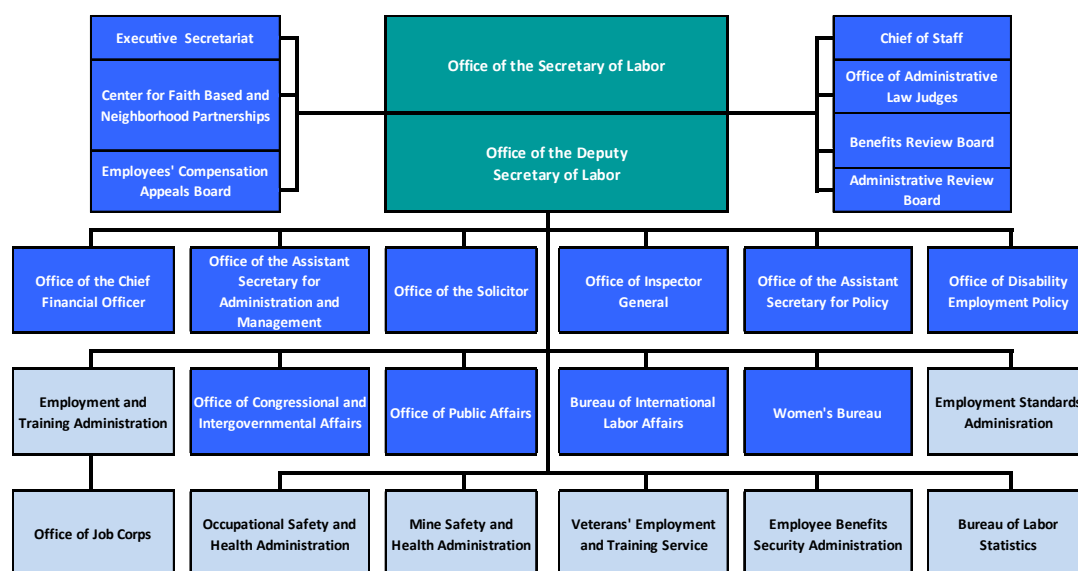 Executive Secretariat
Center for Faith Based and
Neighborhood Partnerships
Employees' Compensation
Appeals Board
Office of the Secretary of Labor
Office of the Deputy
Secretary of Labor
Chief of Staff
Office of Administrative
Law Judges
Benefits Review Board
Administrative Review
Board
Office of the Chief
Financial Officer
Office of the Assistant
Secretary for
Administration and
Management
Office of the Solicitor
Office of Inspector
General
Office of the Assistant
Secretary for Policy
Office of Disability
Employment Policy
Employment and
Training Administration
Office of Congressional and
Intergovernmental Affairs
Office of Public Affairs
Bureau of International
Labor Affairs
Women's Bureau
Employment Standards
Adminisration
Office of Job Corps
Occupational Safety and
Health Administration
Mine Safety and
Health Administration
Veterans' Employment
and Training Service
Employee Benefits
Security Administration
Bureau of Labor
Statistics